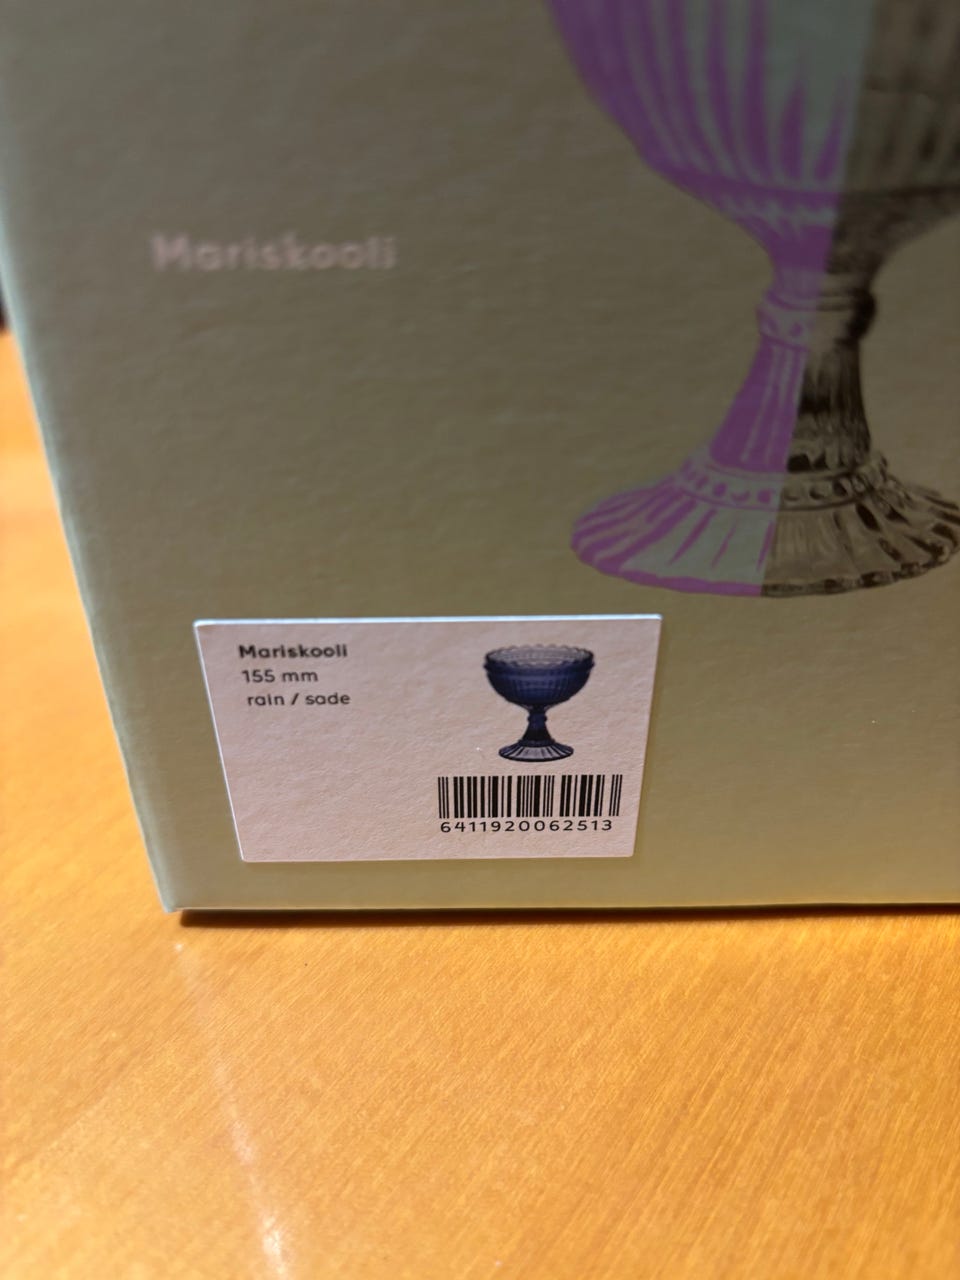 Mariskooli
Mariskooli
155 mm
rain / sade
6411920062513